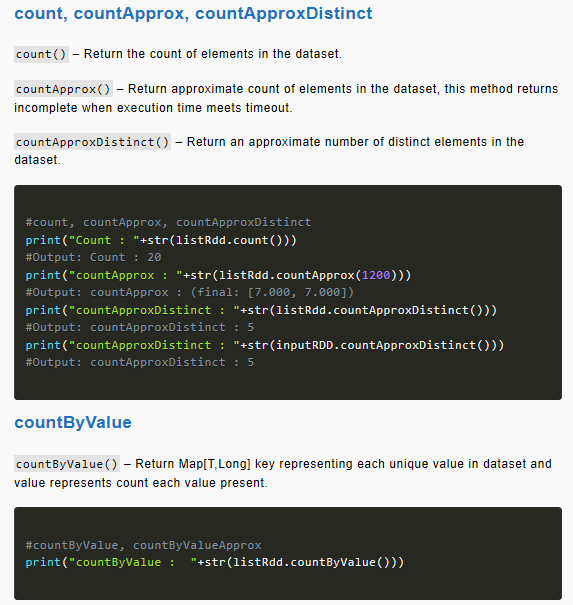 count, countApprox, countApproxDistinct
count() – Return the count of elements in the dataset.
countApprox() – Return approximate count of elements in the dataset, this method returns
incomplete when execution time meets timeout.
countApproxDistinct() – Return an approximate number of distinct elements in the
dataset.
#count, countApprox, countApproxDistinct
print("Count : "+str(listRdd.count()))
#Output: Count : 20
print("countApprox : "+str(listRdd.countApprox(1200)))
#Output: countApprox : (final: [7.000, 7.000])
print("countApproxDistinct : "+str(listRdd.countApproxDistinct()))
#Output: countApproxDistinct : 5
print("countApproxDistinct : "+str(inputRDD.countApproxDistinct()))
#Output: countApproxDistinct : 5
countByValue
countByValue() – Return Map[T,Long] key representing each unique value in dataset and
value represents count each value present.
#countByValue, countByValueApprox
print("countByValue :  "+str(listRdd.countByValue()))